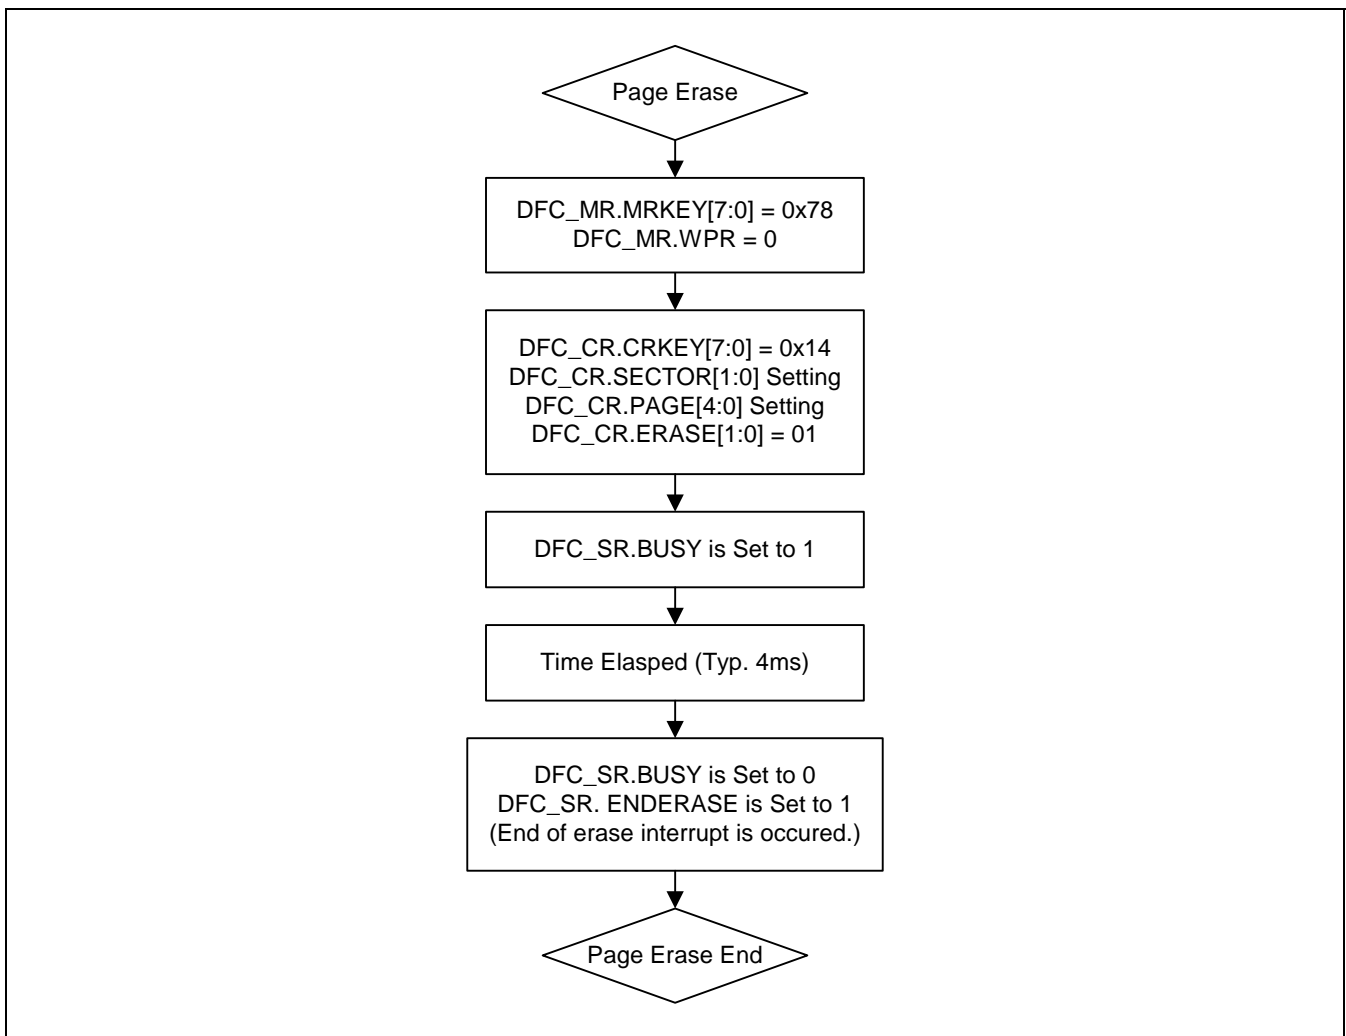 Page Erase
DFC_MR.MRKEY[7:0] = 0x78
DFC_MR.WPR = 0
DFC_CR.CRKEY[7:0] = 0x14
DFC_CR.SECTOR[1:0] Setting
DFC_CR.PAGE[4:0] Setting
DFC_CR.ERASE[1:0] = 01
DFC_SR.BUSY is Set to 1
Time Elasped (Typ. 4ms)
DFC_SR.BUSY is Set to 0
DFC_SR. ENDERASE is Set to 1
(End of erase interrupt is occured.)
Page Erase End